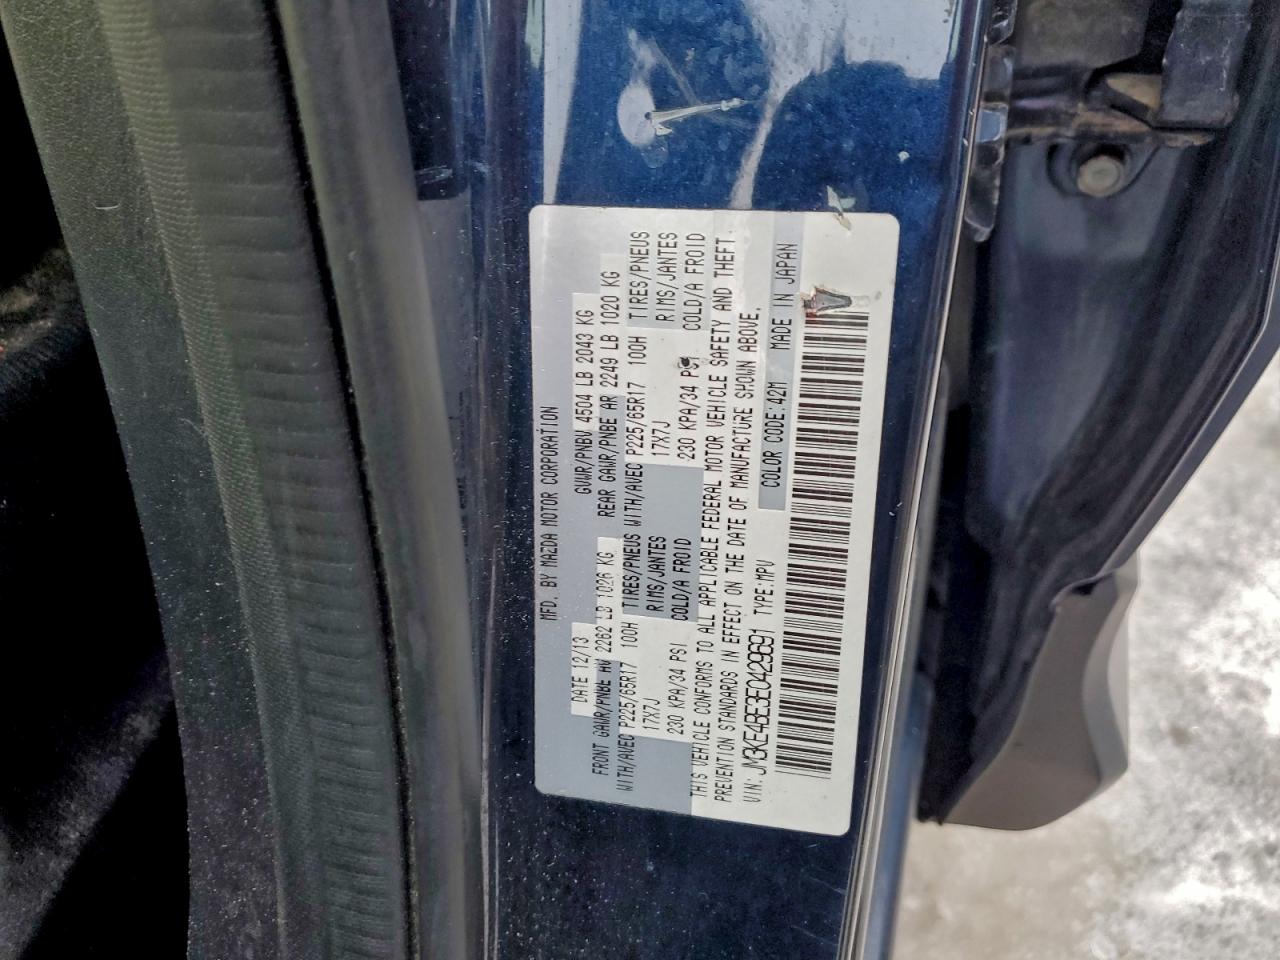 MFD. BY MAZDA MOTOR CORPORATION
DATE 12/13 GVWR/PNBV 4504 LB 2043 KG
FRONT GAWR/PNBE AV 2262 LB 1026 KG REAR GAWR/PNBE AR 2249 LB 1020 KG
WITH/AVEC P225/65R17 100H TIRES/PNEUS WITH/AVEC P225/65R17 100H TIRES/PNEUS
17X7J RIMS/JANTES 17X7J RIMS/JANTES
230 KPA/34 PSI COLD/A FROID 230 KPA/34 PSI COLD/A FROID
THIS VEHICLE CONFORMS TO ALL APPLICABLE FEDERAL MOTOR VEHICLE SAFETY AND THEFT
PREVENTION STANDARDS IN EFFECT ON THE DATE OF MANUFACTURE SHOWN ABOVE.
VIN: JM3KE4BE3E0429691 TYPE:MPV COLOR CODE:42M MADE IN JAPAN